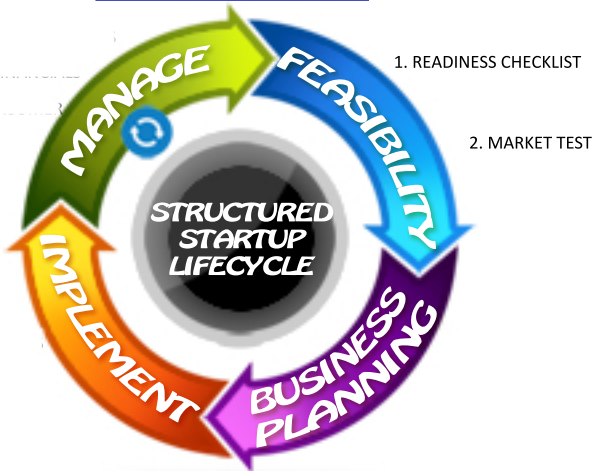 MANAGE
FEASIBILITY
1. READINESS CHECKLIST
2. MARKET TEST
STRUCTURED
STARTUP
LIFECYCLE
IMPLEMENT
BUSINESS
PLANNING